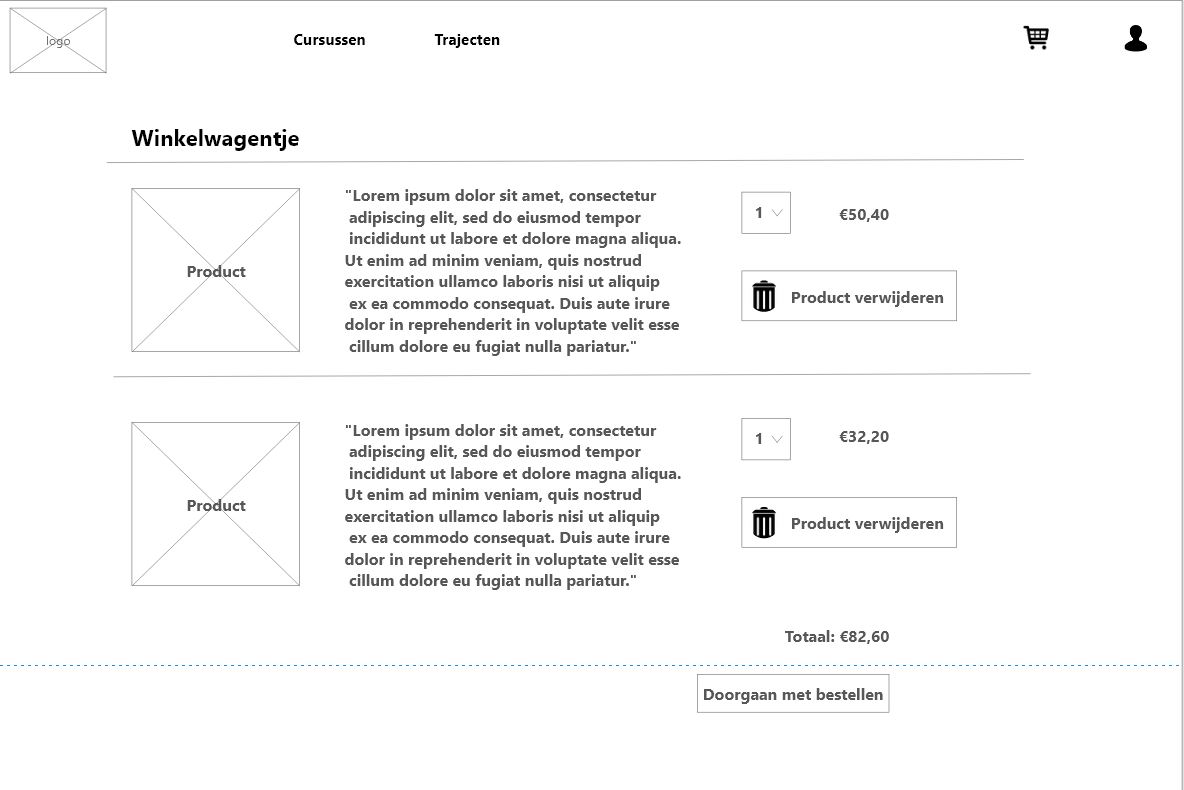 logo
Cursussen
Trajecten
Winkelwagentje
Product
"Lorem ipsum dolor sit amet, consectetur
adipiscing elit, sed do eiusmod tempor
incididunt ut labore et dolore magna aliqua.
Ut enim ad minim veniam, quis nostrud
exercitation ullamco laboris nisi ut aliquip
ex ea commodo consequat. Duis aute irure
dolor in reprehenderit in voluptate velit esse
cillum dolore eu fugiat nulla pariatur."
1
€50,40
Product verwijderen
Product
"Lorem ipsum dolor sit amet, consectetur
adipiscing elit, sed do eiusmod tempor
incididunt ut labore et dolore magna aliqua.
Ut enim ad minim veniam, quis nostrud
exercitation ullamco laboris nisi ut aliquip
ex ea commodo consequat. Duis aute irure
dolor in reprehenderit in voluptate velit esse
cillum dolore eu fugiat nulla pariatur."
1
€32,20
Product verwijderen
Totaal: €82,60
Doorgaan met bestellen